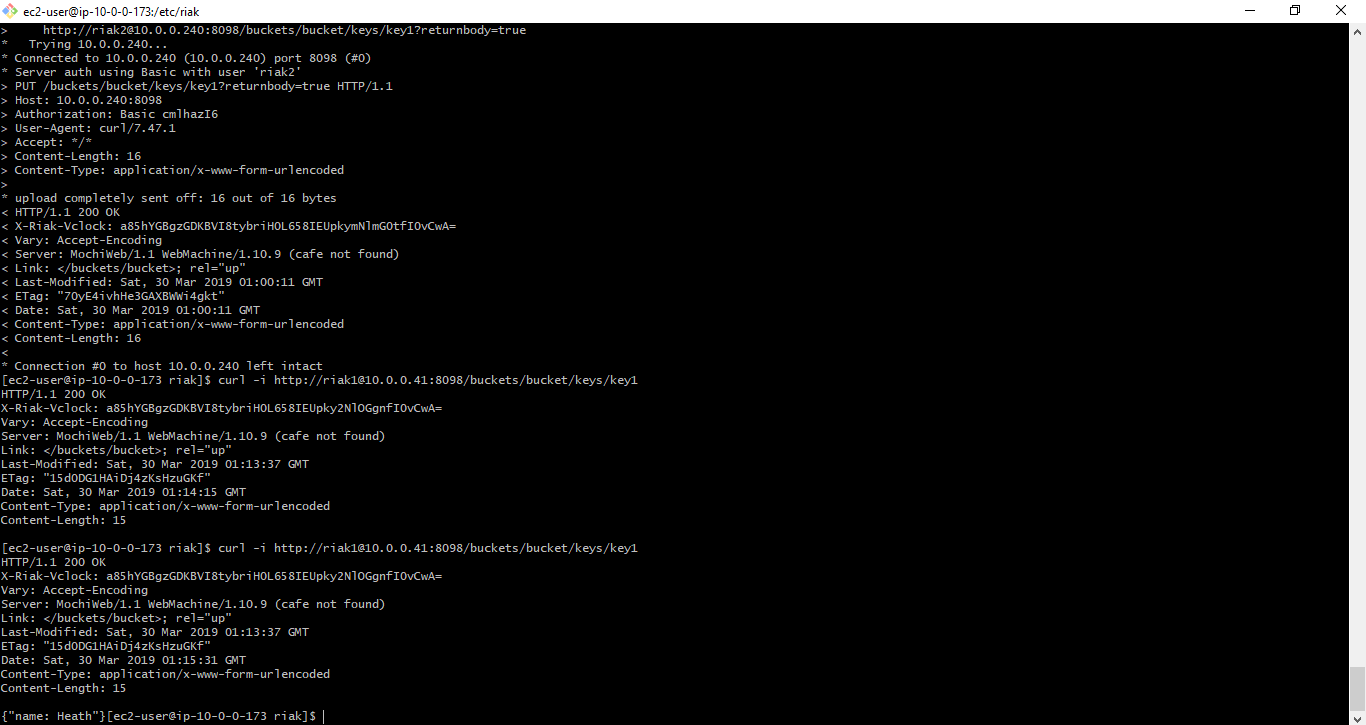 ec2-user@ip-10-0-0-173:/etc/riak
>     http://riak2@10.0.0.240:8098/buckets/bucket/keys/key1?returnbody=true
*   Trying 10.0.0.240...
* Connected to 10.0.0.240 (10.0.0.240) port 8098 (#0)
* Server auth using Basic with user 'riak2'
> PUT /buckets/bucket/keys/key1?returnbody=true HTTP/1.1
> Host: 10.0.0.240:8098
> Authorization: Basic cmlhazI6
> User-Agent: curl/7.47.1
> Accept: */*
> Content-Length: 16
> Content-Type: application/x-www-form-urlencoded
>
* upload completely sent off: 16 out of 16 bytes
< HTTP/1.1 200 OK
< X-Riak-Vclock: a85hYGBgzGDKBVI8tybriHOL658IEUpkymNlmGOtfIOvCwA=
< Vary: Accept-Encoding
< Server: MochiWeb/1.1 WebMachine/1.10.9 (cafe not found)
< Link: </buckets/bucket>; rel="up"
< Last-Modified: Sat, 30 Mar 2019 01:00:11 GMT
< ETag: "7OyE4ivhHe3GAXBWWi4gkt"
< Date: Sat, 30 Mar 2019 01:00:11 GMT
< Content-Type: application/x-www-form-urlencoded
< Content-Length: 16
<
* Connection #0 to host 10.0.0.240 left intact
[ec2-user@ip-10-0-0-173 riak]$ curl -i http://riak1@10.0.0.41:8098/buckets/bucket/keys/key1
HTTP/1.1 200 OK
X-Riak-Vclock: a85hYGBgzGDKBVI8tybriHOL658IEUpky2NlOGgnfIOvCwA=
Vary: Accept-Encoding
Server: MochiWeb/1.1 WebMachine/1.10.9 (cafe not found)
Link: </buckets/bucket>; rel="up"
Last-Modified: Sat, 30 Mar 2019 01:13:37 GMT
ETag: "15dODG1HAiDj4zKsHzuGKf"
Date: Sat, 30 Mar 2019 01:14:15 GMT
Content-Type: application/x-www-form-urlencoded
Content-Length: 15

[ec2-user@ip-10-0-0-173 riak]$ curl -i http://riak1@10.0.0.41:8098/buckets/bucket/keys/key1
HTTP/1.1 200 OK
X-Riak-Vclock: a85hYGBgzGDKBVI8tybriHOL658IEUpky2NlOGgnfIOvCwA=
Vary: Accept-Encoding
Server: MochiWeb/1.1 WebMachine/1.10.9 (cafe not found)
Link: </buckets/bucket>; rel="up"
Last-Modified: Sat, 30 Mar 2019 01:13:37 GMT
ETag: "15dODG1HAiDj4zKsHzuGKf"
Date: Sat, 30 Mar 2019 01:15:31 GMT
Content-Type: application/x-www-form-urlencoded
Content-Length: 15

{"name: Heath"}[ec2-user@ip-10-0-0-173 riak]$